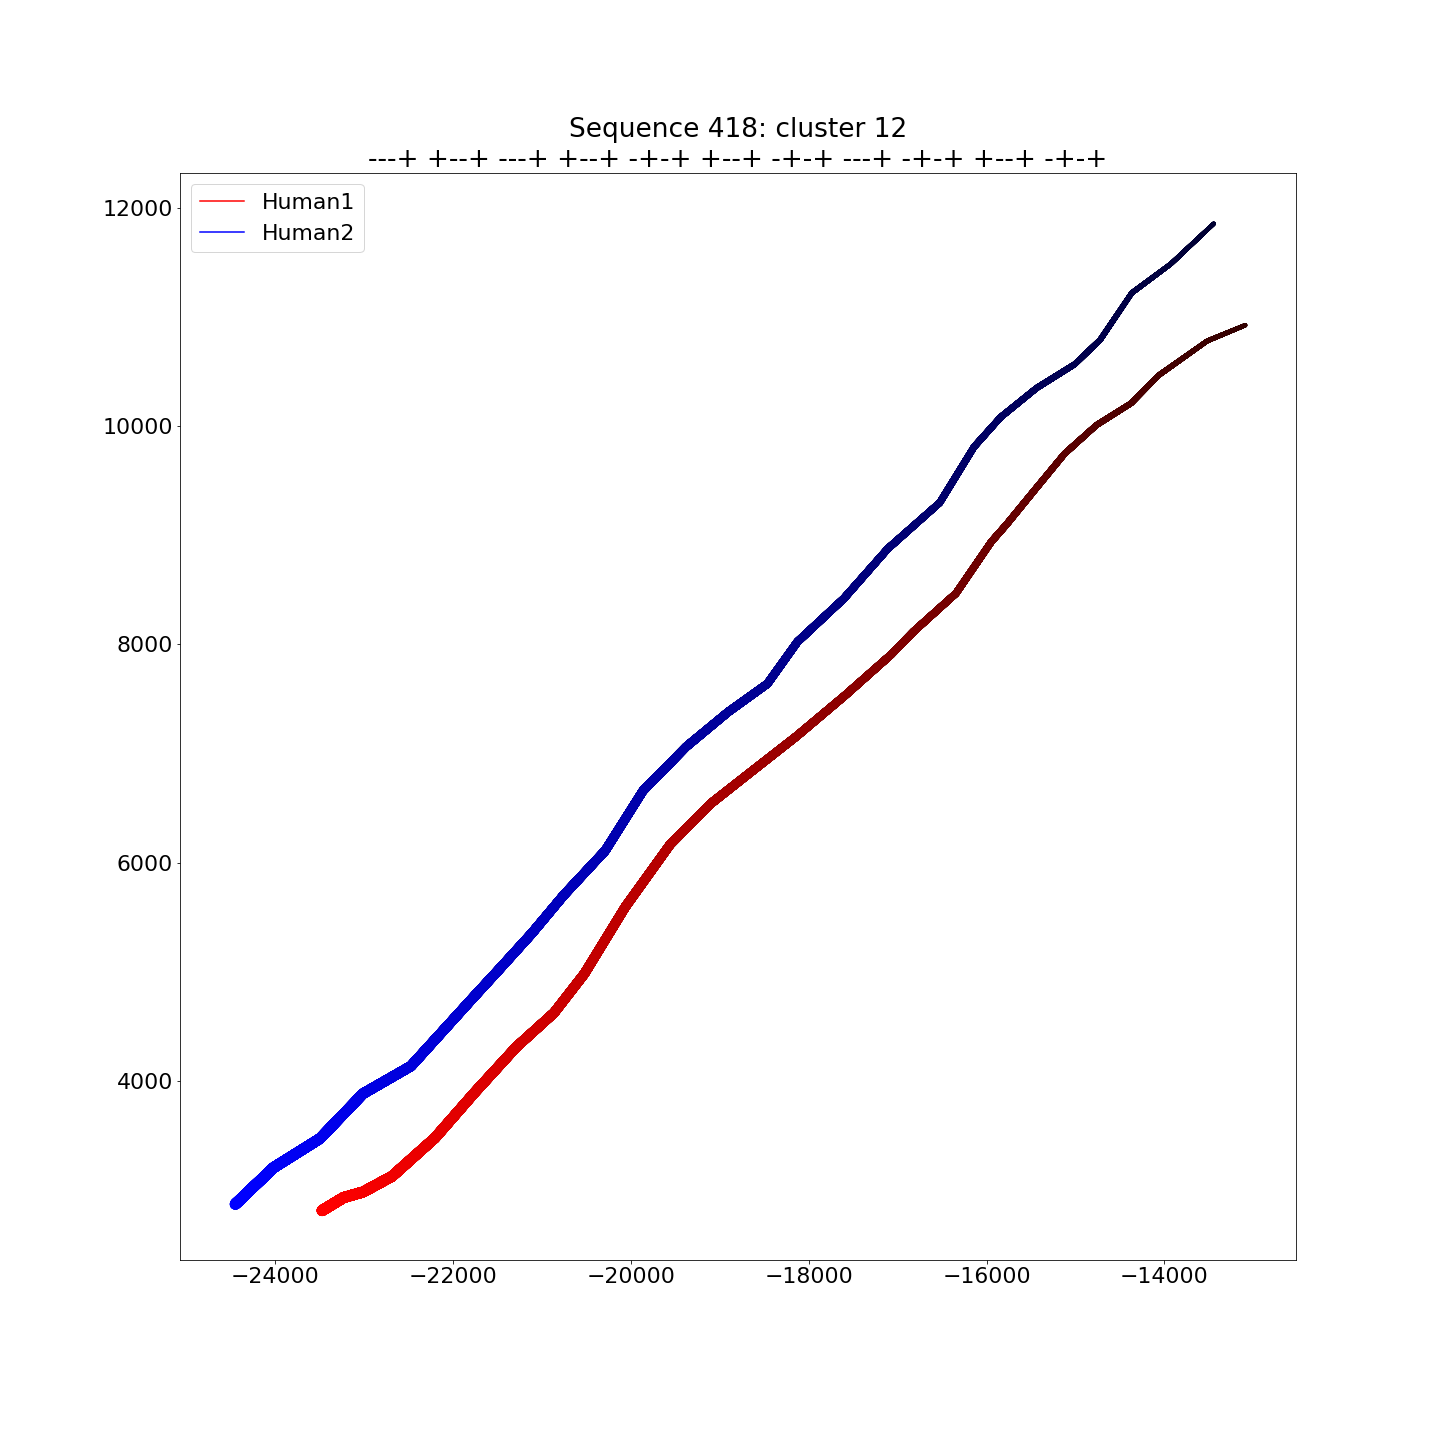 Sequence 418: cluster 12
---+ +--+ ---+ +--+ -+-+ +--+ -+-+ ---+ -+-+ +--+ -+-+
Human1
Human2
12000
10000
8000
6000
4000
−24000 −22000 −20000 −18000 −16000 −14000